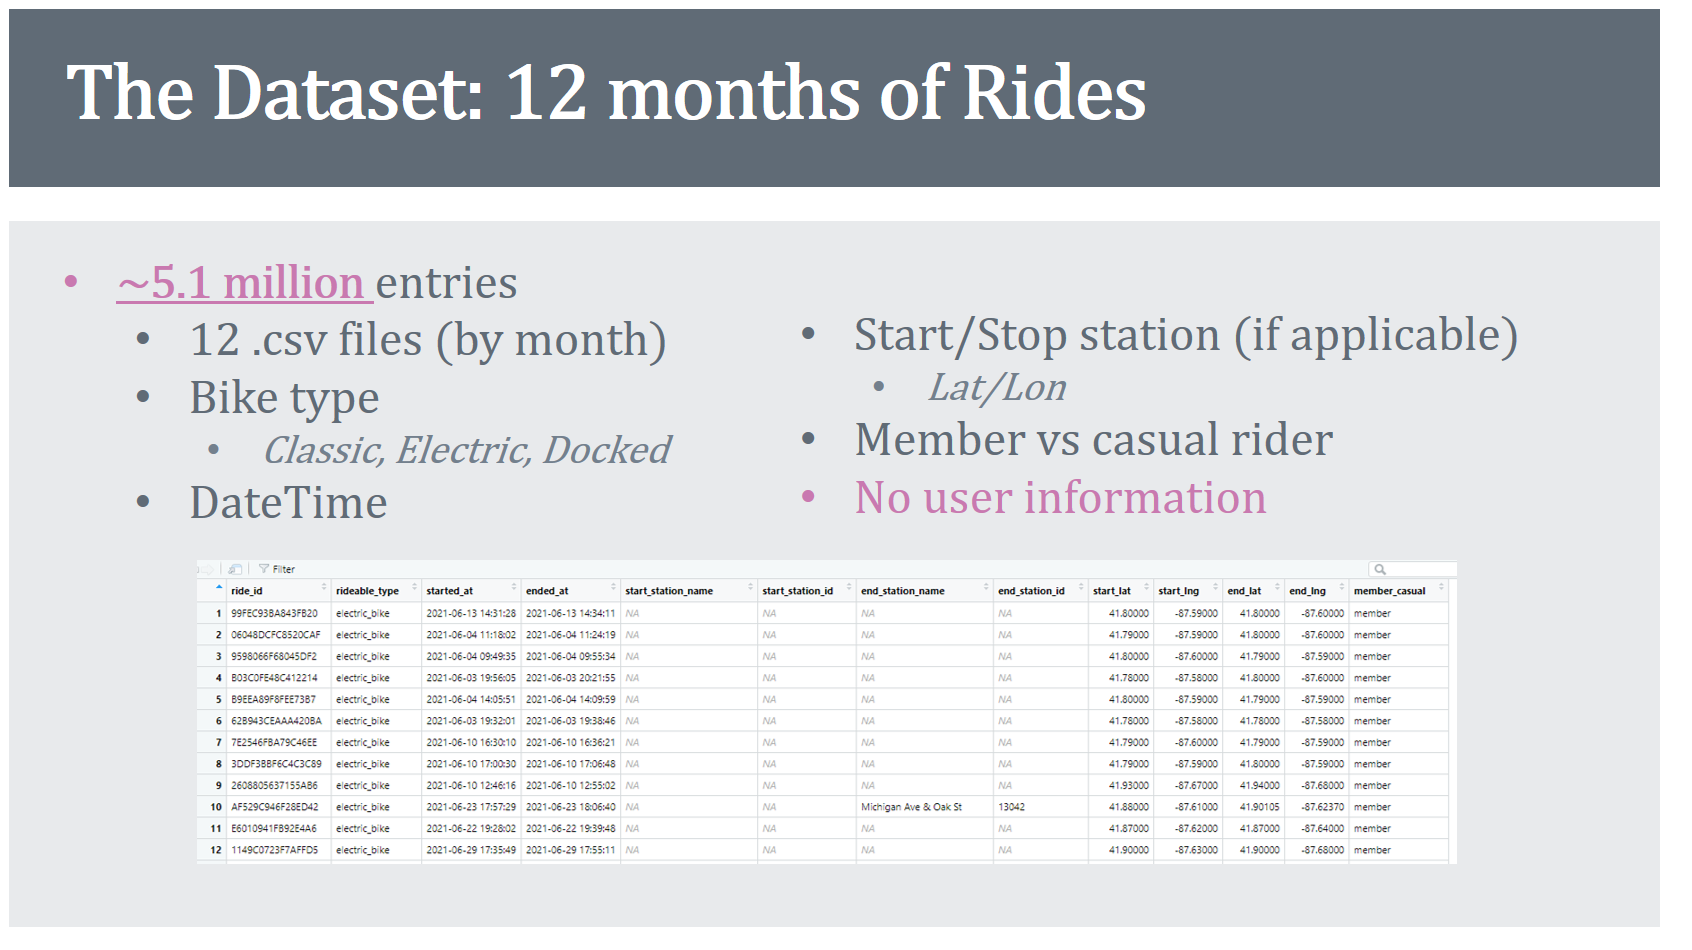 The Dataset: 12 months of Rides
• ~5.1 million entries
• 12 .csv files (by month)
• Bike type
• Classic, Electric, Docked
• DateTime
• Start/Stop station (if applicable)
• Lat/Lon
• Member vs casual rider
• No user information
Filter
ride_id rideable_type started_at ended_at start_station_name start_station_id end_station_name end_station_id start_lat start_lng end_lat end_lng member_casual
1 99FEC93BA843FB20 electric_bike 2021-06-13 14:31:28 2021-06-13 14:34:11 NA NA NA NA 41.80000 -87.59000 41.80000 -87.60000 member
2 06048DCFC8520CAF electric_bike 2021-06-04 11:18:02 2021-06-04 11:24:19 NA NA NA NA 41.79000 -87.59000 41.80000 -87.60000 member
3 9598066F68045DF2 electric_bike 2021-06-04 09:49:35 2021-06-04 09:55:34 NA NA NA NA 41.80000 -87.60000 41.79000 -87.59000 member
4 B03C0FE48C412214 electric_bike 2021-06-03 19:56:05 2021-06-03 20:21:55 NA NA NA NA 41.78000 -87.58000 41.80000 -87.60000 member
5 B9EEA89F8FEE73B7 electric_bike 2021-06-04 14:05:51 2021-06-04 14:09:59 NA NA NA NA 41.80000 -87.59000 41.79000 -87.59000 member
6 62B943CEAAA420BA electric_bike 2021-06-03 19:32:01 2021-06-03 19:38:46 NA NA NA NA 41.78000 -87.58000 41.78000 -87.58000 member
7 7E2546FBA79C46EE electric_bike 2021-06-10 16:30:10 2021-06-10 16:36:21 NA NA NA NA 41.79000 -87.60000 41.79000 -87.59000 member
8 3DDF3BBF6C4C3C89 electric_bike 2021-06-10 17:00:30 2021-06-10 17:06:48 NA NA NA NA 41.79000 -87.59000 41.80000 -87.59000 member
9 2608805637155AB6 electric_bike 2021-06-10 12:46:16 2021-06-10 12:55:02 NA NA NA NA 41.93000 -87.67000 41.94000 -87.68000 member
10 AF529C946F28ED42 electric_bike 2021-06-23 17:57:29 2021-06-23 18:06:40 NA NA Michigan Ave & Oak St 13042 41.88000 -87.61000 41.90105 -87.62370 member
11 E6010941FB92E4A6 electric_bike 2021-06-22 19:28:02 2021-06-22 19:39:48 NA NA NA NA 41.87000 -87.62000 41.87000 -87.64000 member
12 1149C0723F7AFFD5 electric_bike 2021-06-29 17:35:49 2021-06-29 17:55:11 NA NA NA NA 41.90000 -87.63000 41.90000 -87.68000 member